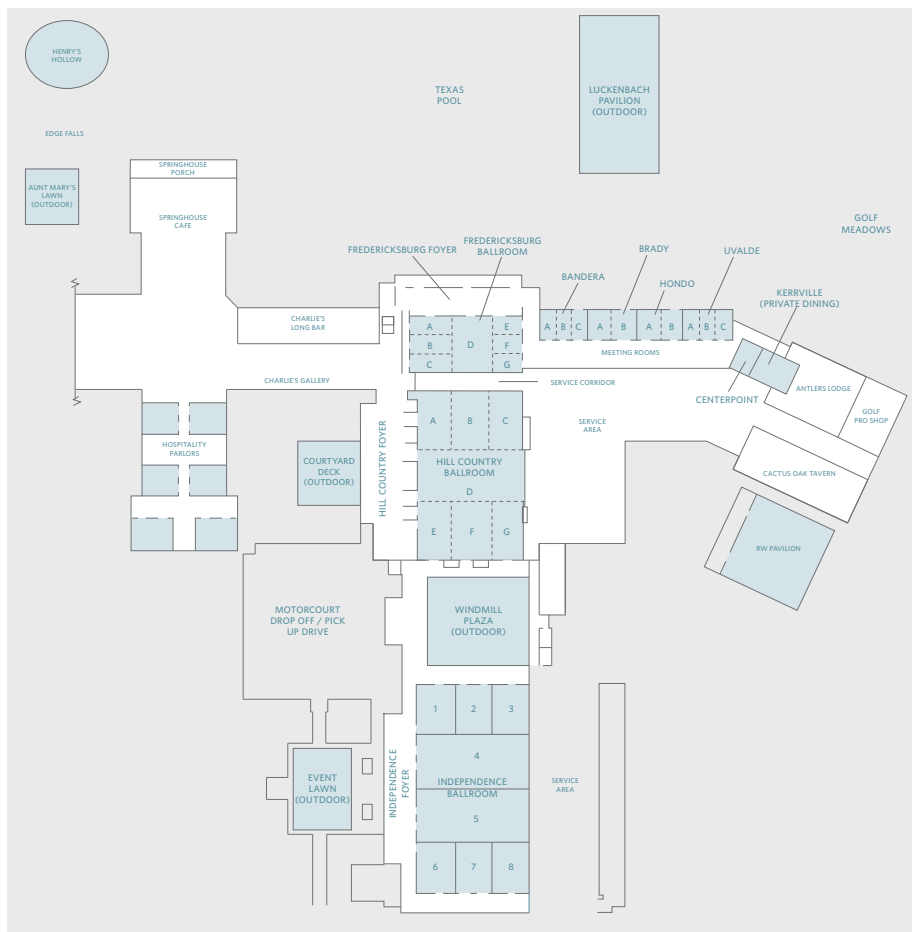 HENRY'S
HOLLOW
TEXAS
POOL
LUCKENBACH
PAVILION
(OUTDOOR)
EDGE FALLS
SPRINGHOUSE
PORCH
AUNT MARY'S
LAWN
(OUTDOOR)
SPRINGHOUSE
CAFE
GOLF
MEADOWS
FREDERICKSBURG FOYER
FREDERICKSBURG
BALLROOM
BRADY
UVALDE
BANDERA
HONDO
KERRVILLE
(PRIVATE DINING)
CHARLIE'S
LONG BAR
A
B
C
D
E
F
G
A B C
A B
A B
A B C
MEETING ROOMS
CHARLIE'S GALLERY
SERVICE CORRIDOR
CENTERPOINT
ANTLERS LODGE
GOLF
PRO SHOP
HOSPITALITY
PARLORS
COURTYARD
DECK
(OUTDOOR)
HILL COUNTRY FOYER
A B C
HILL COUNTRY
BALLROOM
D
E F G
SERVICE
AREA
CACTUS OAK TAVERN
RW PAVILION
MOTORCOURT
DROP OFF / PICK
UP DRIVE
WINDMILL
PLAZA
(OUTDOOR)
1 2 3
4
INDEPENDENCE
BALLROOM
5
6 7 8
INDEPENDENCE
FOYER
EVENT
LAWN
(OUTDOOR)
SERVICE
AREA